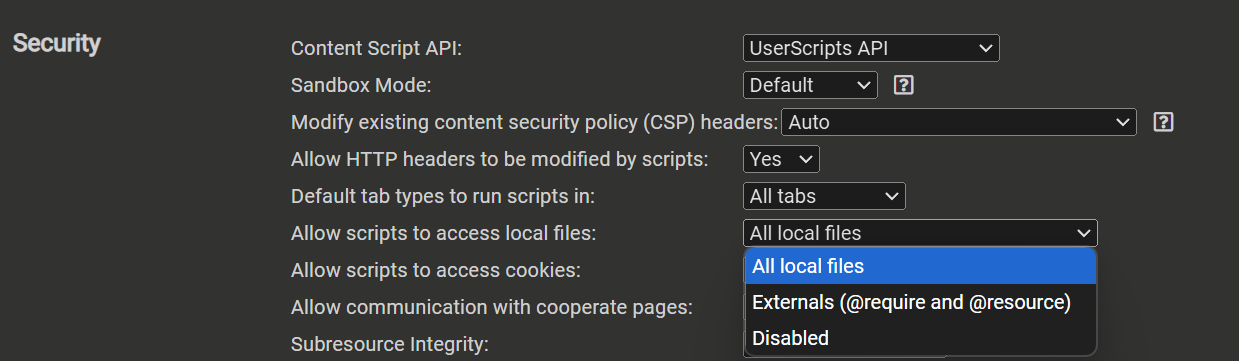 Security
Content Script API: UserScripts API
Sandbox Mode: Default [?]
Modify existing content security policy (CSP) headers: Auto [?]
Allow HTTP headers to be modified by scripts: Yes
Default tab types to run scripts in: All tabs
Allow scripts to access local files: All local files
All local files
Allow scripts to access cookies:
Externals (@require and @resource)
Allow communication with cooperate pages:
Disabled
Subresource Integrity: